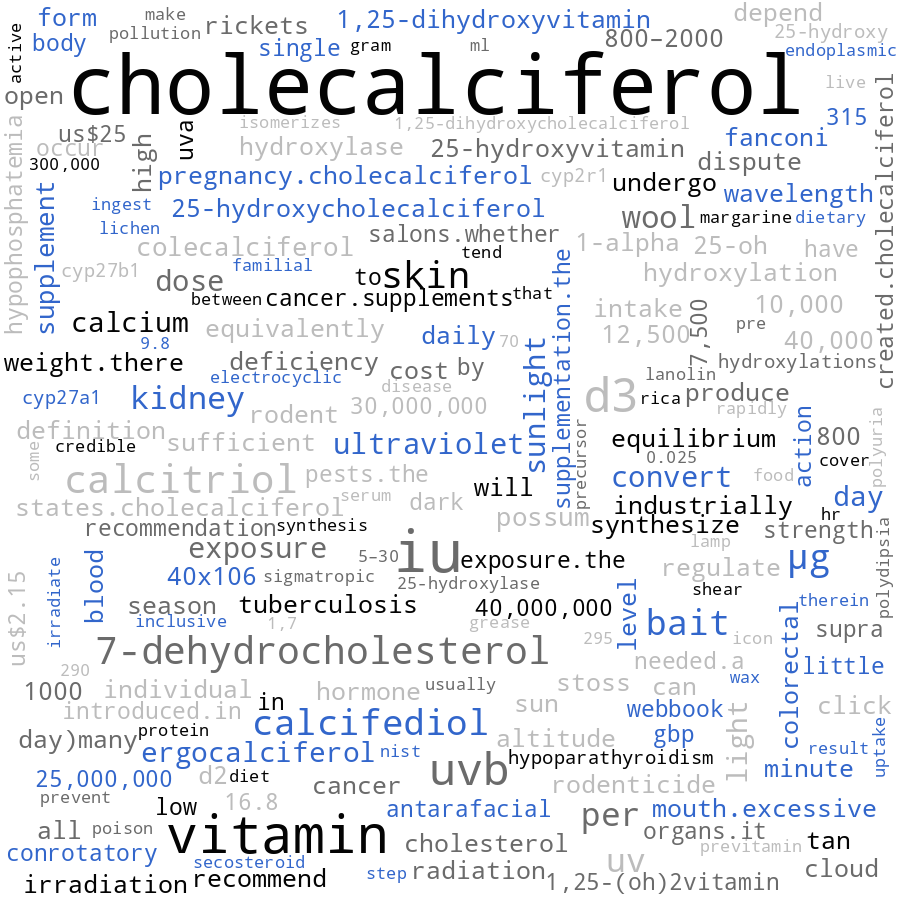 make
depend
form
1,25-dihydroxyvitamin
pollution
rickets
25-hydroxy
active
body
single
gram
ml
800–2000
endoplasmic
cholecalciferol
live
open
315
us$25
isomerizes
1,25-dihydroxycholecalciferol
fanconi
occur
high
uva
hydroxylase
25-hydroxyvitamin
dispute
300,000
pregnancy.cholecalciferol
cyp2r1
undergo
wavelength
created.cholecalciferol
hypophosphatemia
supplement
ingest
25-hydroxycholecalciferol
wool
margarine
dietary
lichen
colecalciferol
salons.whether
1-alpha
25-oh
have
tend
cyp27b1
dose
familial
to
skin
hydroxylation
between
cancer.supplements
that
supplementation.the
intake
10,000
calcium
equivalently
daily
70
12,500
7,500
pre
40,000
9.8
weight.there
deficiency
cost
by
sunlight
hydroxylations
electrocyclic
disease
lanolin
cyp27a1
kidney
rodent
30,000,000
d3
rica
produce
rapidly
definition
credible
sufficient
ultraviolet
precursor
equilibrium
action
800
polyuria
some
0.025
cover
calcitriol
pests.the
convert
food
states.cholecalciferol
serum
dark
will
industrially
day
hr
recommendation
synthesis
possum
synthesize
strength
exposure
5–30
iu
exposure.the
lamp
polydipsia
irradiate
blood
40x106
sigmatropic
25-hydroxylase
regulate
µg
us$2.15
season
tuberculosis
40,000,000
level
shear
therein
inclusive
1,7
grease
295
bait
icon
colorectal
supra
7-dehydrocholesterol
290
needed.a
little
1000
individual
in
hormone
usually
stoss
can
wax
introduced.in
sun
webbook
light
click
protein
calcifediol
altitude
gbp
uptake
day)many
ergocalciferol
nist
hypoparathyroidism
result
25,000,000
d2
diet
cancer
uvb
rodenticide
minute
prevent
low
16.8
antarafacial
per
mouth.excessive
all
poison
vitamin
cholesterol
organs.it
conrotatory
secosteroid
previtamin
tan
irradiation
recommend
step
radiation
uv
cloud
1,25-(oh)2vitamin